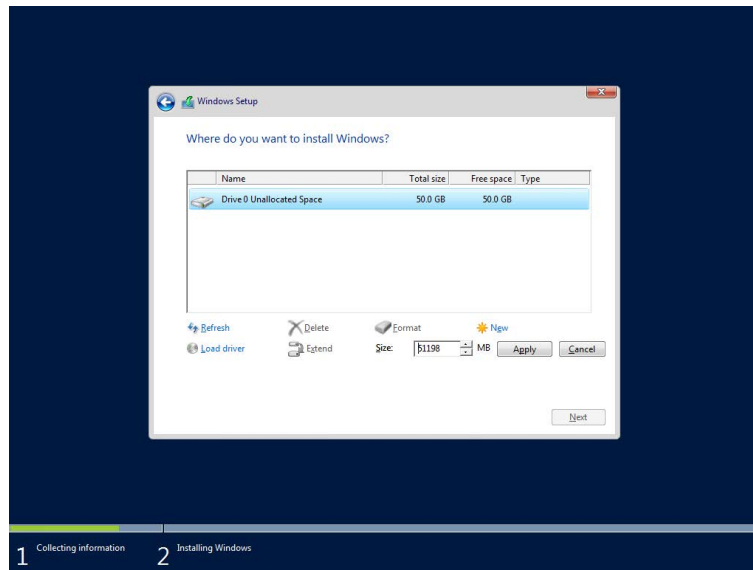 Windows Setup
Where do you want to install Windows?
Name Total size Free space Type
Drive 0 Unallocated Space 50.0 GB 50.0 GB
Refresh Delete Format New
Load driver Extend Size: 51198 MB Apply Cancel
Next
1 Collecting information 2 Installing Windows